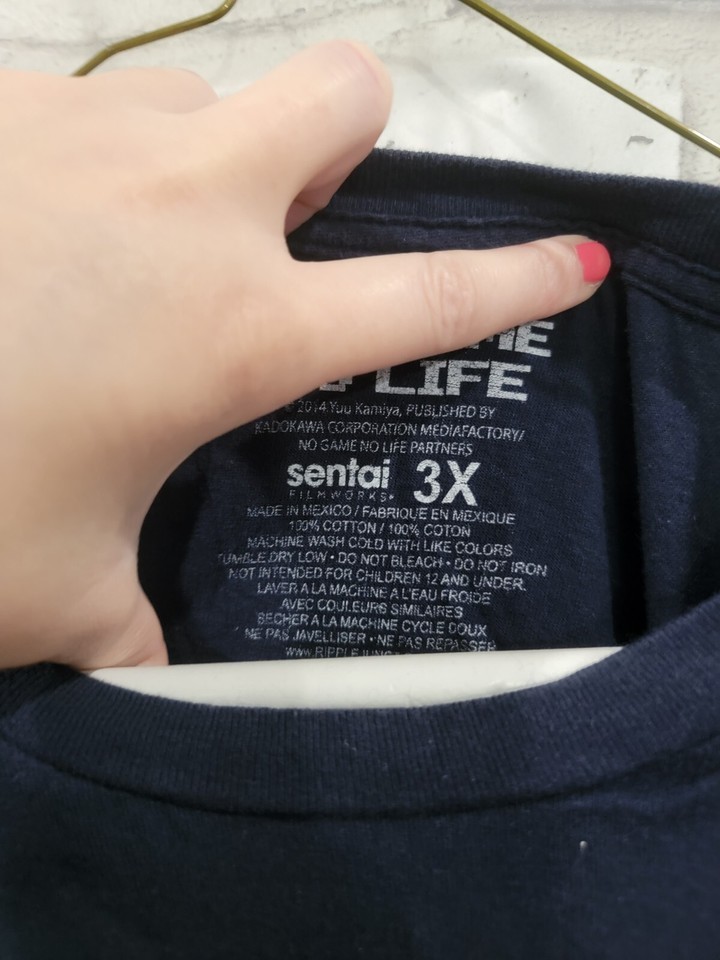 LIFE
2014 Yuu Kamiya, PUBLISHED BY
KADOKAWA CORPORATION MEDIAFACTORY/
NO GAME NO LIFE PARTNERS
sentai 3X
FILMWORKS
MADE IN MEXICO / FABRIQUE EN MEXIQUE
100% COTTON / 100% COTON
MACHINE WASH COLD WITH LIKE COLORS
TUMBLE DRY LOW • DO NOT BLEACH • DO NOT IRON
NOT INTENDED FOR CHILDREN 12 AND UNDER.
LAVER A LA MACHINE A L'EAU FROIDE
AVEC COULEURS SIMILAIRES
SECHER A LA MACHINE CYCLE DOUX
NE PAS JAVELLISER • NE PAS REPASSER